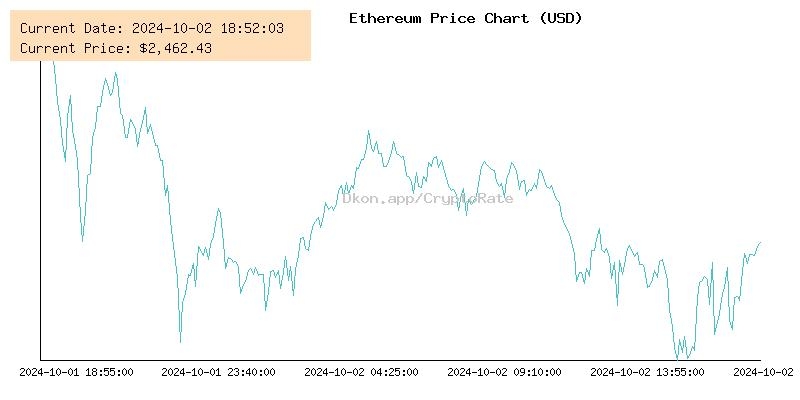 Ethereum Price Chart (USD)
Current Date: 2024-10-02 18:52:03
Current Price: $2,462.43
Dkon.app/CryptoRate
2024-10-01 18:55:00 2024-10-01 23:40:00 2024-10-02 04:25:00 2024-10-02 09:10:00 2024-10-02 13:55:00 2024-10-02